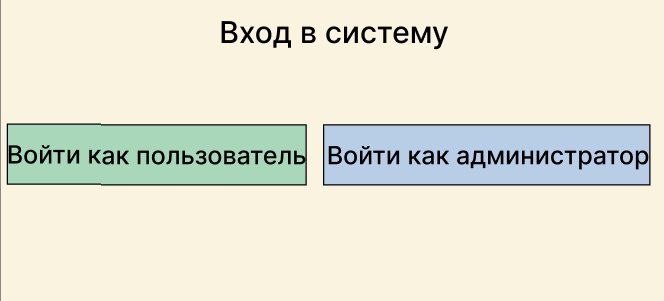 Вход в систему
Войти как пользователь
Войти как администратор